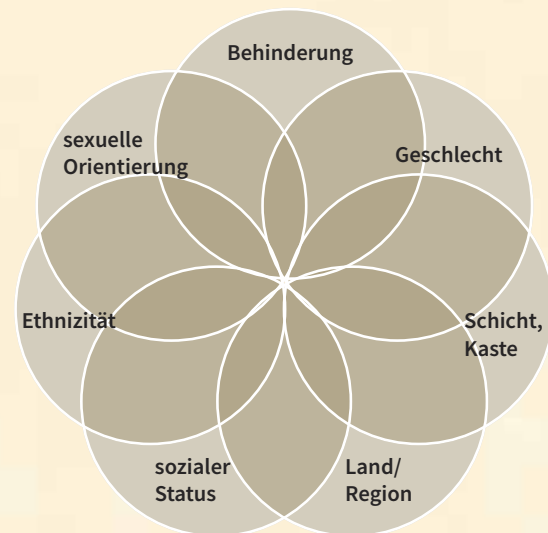 Behinderung
sexuelle
Orientierung
Geschlecht
Ethnizität
Schicht,
Kaste
sozialer
Status
Land/
Region